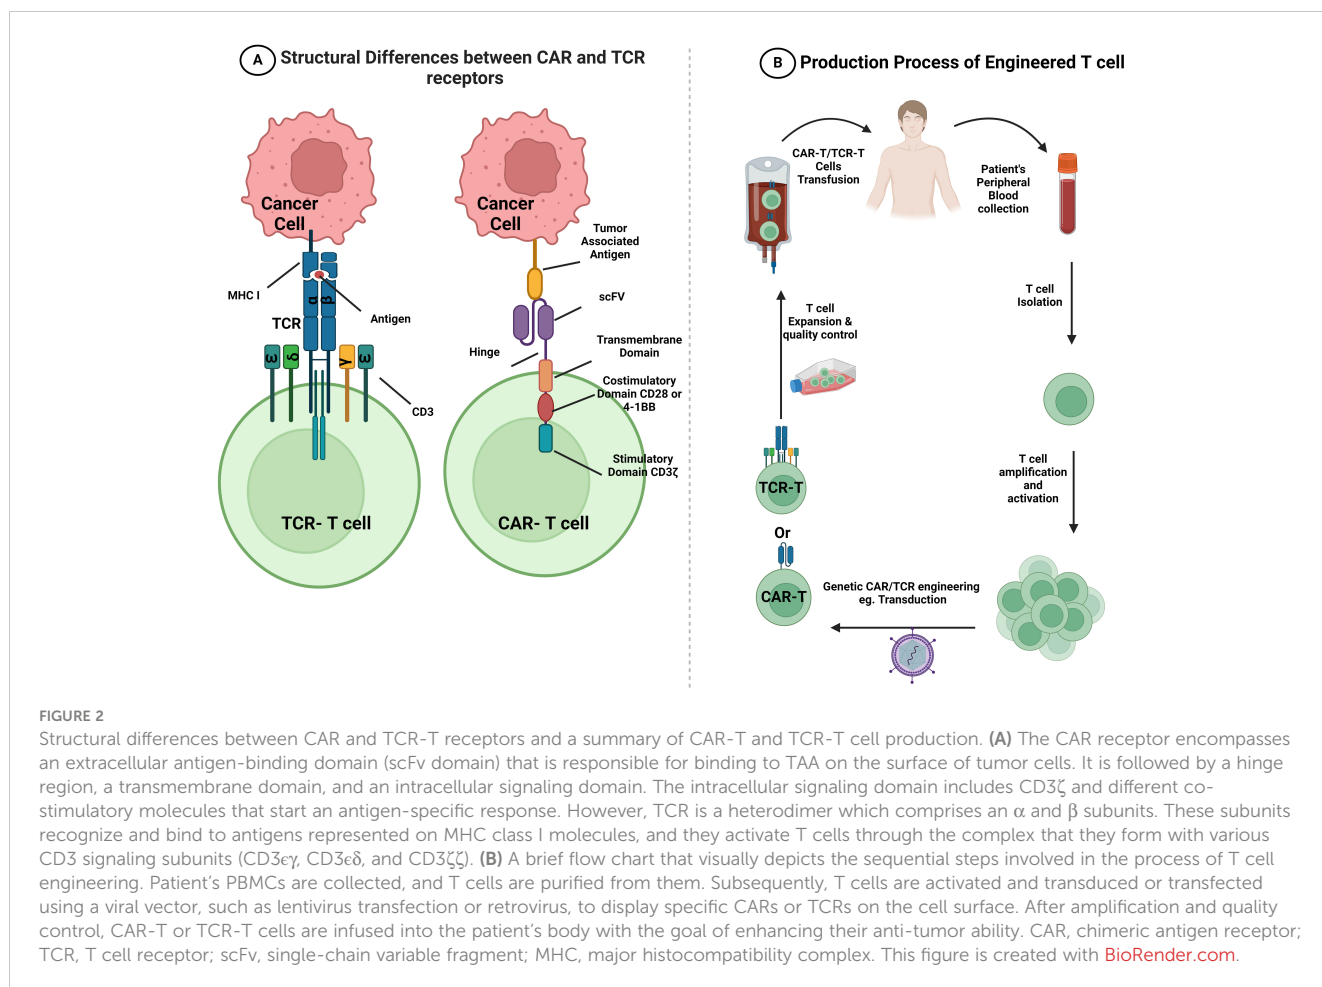 A
Structural Differences between CAR and TCR
receptors
Cancer
Cell
MHC I
α
β
TCR
Antigen
ε
δ
γ
ε
CD3
TCR- T cell
Cancer
Cell
Tumor
Associated
Antigen
scFV
Hinge
Transmembrane
Domain
Costimulatory
Domain CD28 or
4-1BB
Stimulatory
Domain CD3ζ
CAR- T cell
B
Production Process of Engineered T cell
CAR-T/TCR-T
Cells
Transfusion
Patient's
Peripheral
Blood
collection
T cell
Isolation
T cell
amplification
and
activation
Genetic CAR/TCR engineering
eg. Transduction
T cell
Expansion &
quality control
TCR-T
Or
CAR-T
FIGURE 2
Structural differences between CAR and TCR-T receptors and a summary of CAR-T and TCR-T cell production. (A) The CAR receptor encompasses
an extracellular antigen-binding domain (scFv domain) that is responsible for binding to TAA on the surface of tumor cells. It is followed by a hinge
region, a transmembrane domain, and an intracellular signaling domain. The intracellular signaling domain includes CD3ζ and different co-
stimulatory molecules that start an antigen-specific response. However, TCR is a heterodimer which comprises an α and β subunits. These subunits
recognize and bind to antigens represented on MHC class I molecules, and they activate T cells through the complex that they form with various
CD3 signaling subunits (CD3ϵγ, CD3ϵδ, and CD3ζζ). (B) A brief flow chart that visually depicts the sequential steps involved in the process of T cell
engineering. Patient's PBMCs are collected, and T cells are purified from them. Subsequently, T cells are activated and transduced or transfected
using a viral vector, such as lentivirus transfection or retrovirus, to display specific CARs or TCRs on the cell surface. After amplification and quality
control, CAR-T or TCR-T cells are infused into the patient's body with the goal of enhancing their anti-tumor ability. CAR, chimeric antigen receptor;
TCR, T cell receptor; scFv, single-chain variable fragment; MHC, major histocompatibility complex. This figure is created with BioRender.com.